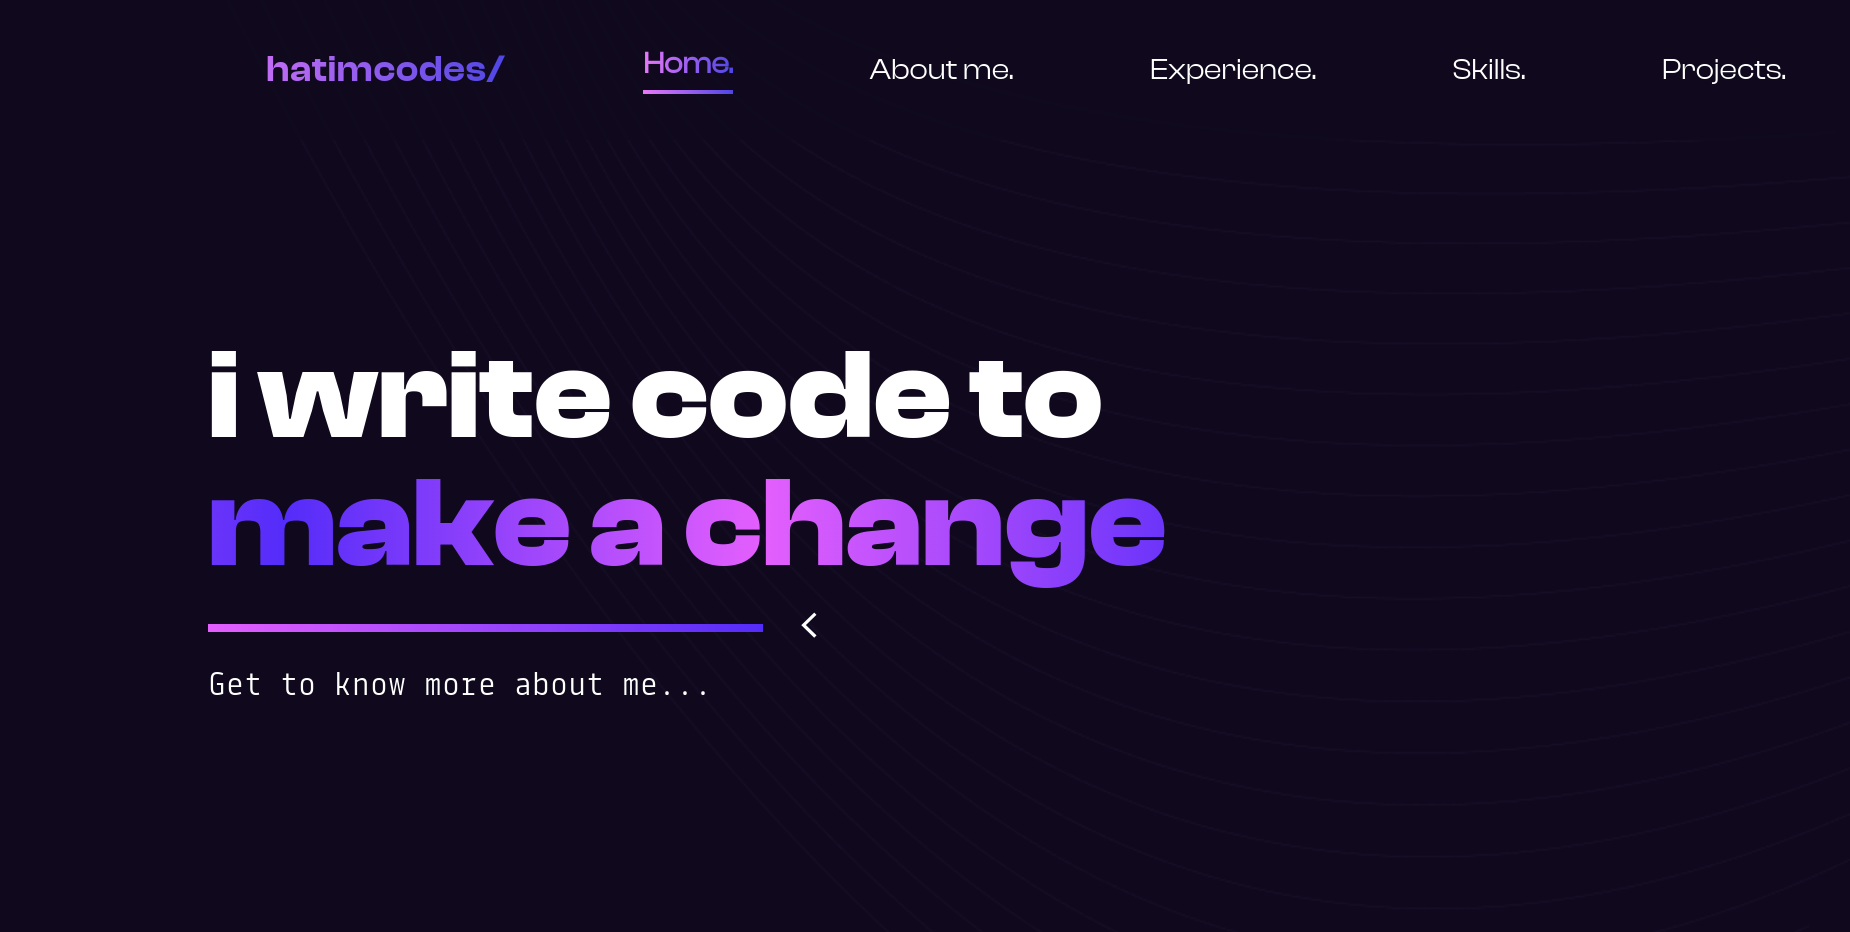 hatimcodes/ Home. About me. Experience. Skills. Projects.
i write code to
make a change
Get to know more about me...